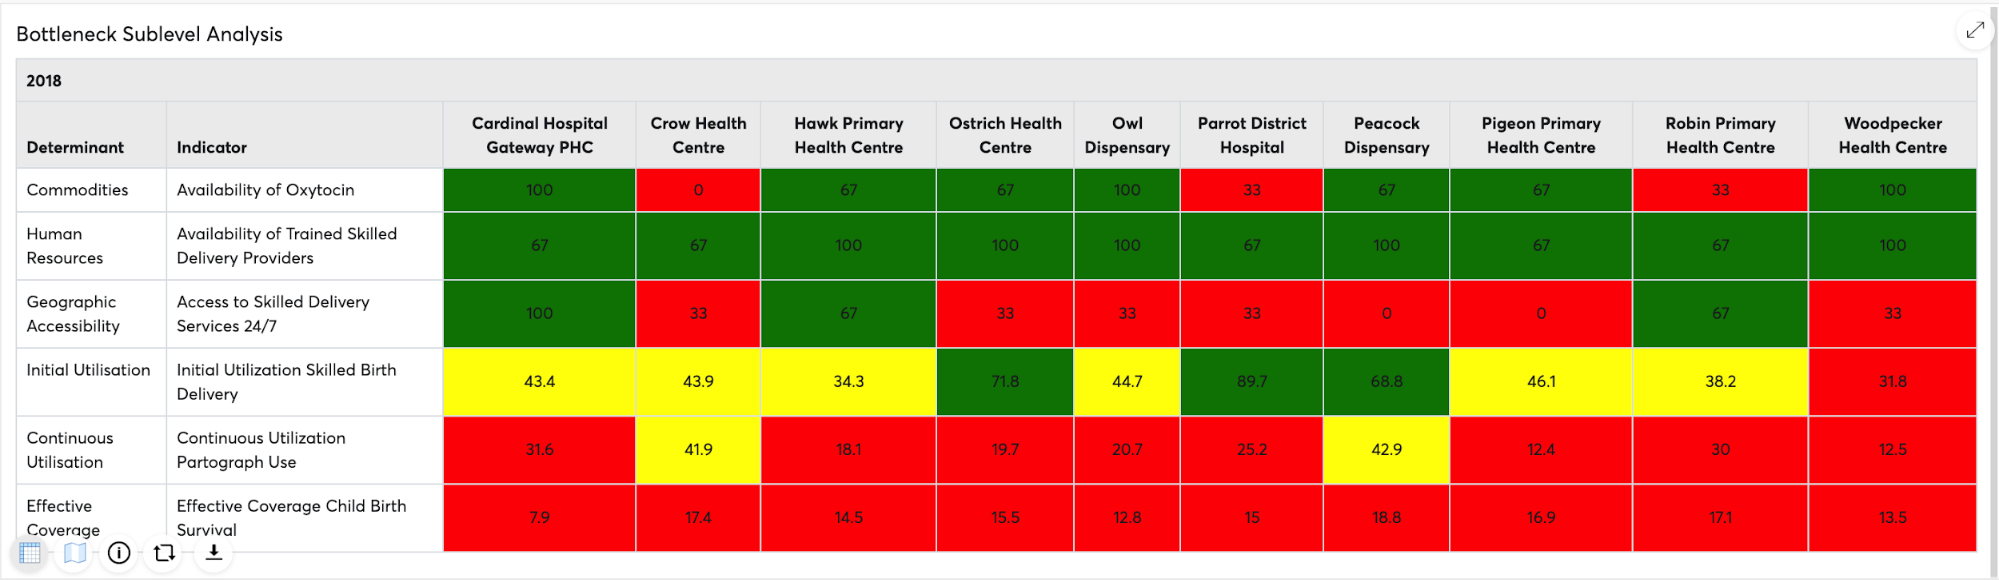 Bottleneck Sublevel Analysis
2018
Determinant Indicator Cardinal Hospital Gateway PHC Crow Health Centre Hawk Primary Health Centre Ostrich Health Centre Owl Dispensary Parrot District Hospital Peacock Dispensary Pigeon Primary Health Centre Robin Primary Health Centre Woodpecker Health Centre
Commodities Availability of Oxytocin 100 0 67 67 100 33 67 67 33 100
Human Resources Availability of Trained Skilled Delivery Providers 67 67 100 100 100 67 100 67 67 100
Geographic Accessibility Access to Skilled Delivery Services 24/7 100 33 67 33 33 33 0 0 67 33
Initial Utilisation Initial Utilization Skilled Birth Delivery 43.4 43.9 34.3 71.8 44.7 89.7 68.8 46.1 38.2 31.8
Continuous Utilisation Continuous Utilization Partograph Use 31.6 41.9 18.1 19.7 20.7 25.2 42.9 12.4 30 12.5
Effective Coverage Effective Coverage Child Birth Survival 7.9 17.4 14.5 15.5 12.8 15 18.8 16.9 17.1 13.5